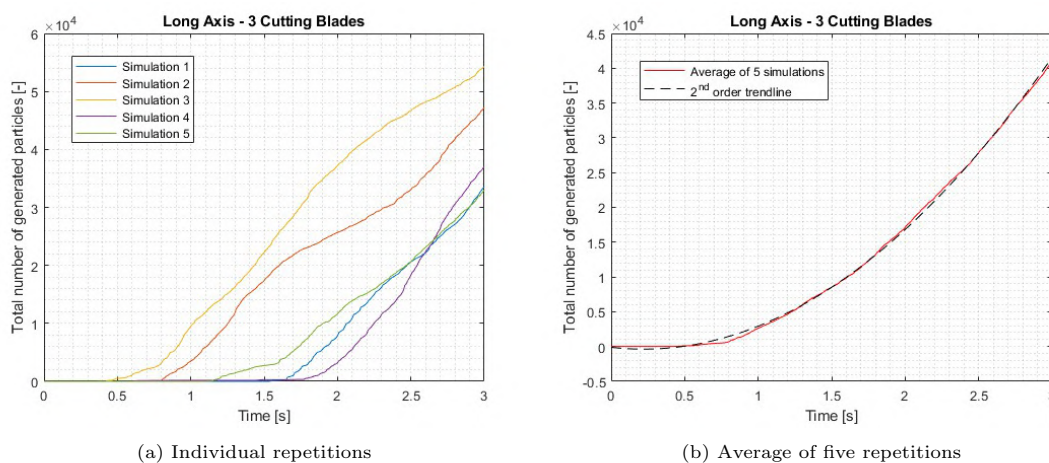 Long Axis - 3 Cutting Blades
×10⁴
6
5
4
3
2
1
0
Total number of generated particles [-]
Simulation 1
Simulation 2
Simulation 3
Simulation 4
Simulation 5
0 0.5 1 1.5 2 2.5 3
Time [s]
(a) Individual repetitions
Long Axis - 3 Cutting Blades
×10⁴
4.5
4
3.5
3
2.5
2
1.5
1
0.5
0
-0.5
Total number of generated particles [-]
Average of 5 simulations
2ⁿᵈ order trendline
0 0.5 1 1.5 2 2.5 3
Time [s]
(b) Average of five repetitions